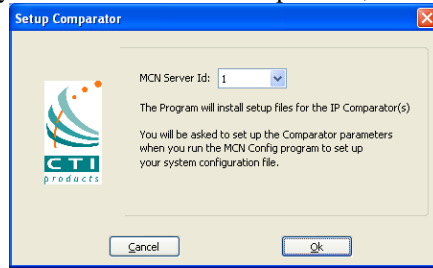 Setup Comparator
MCN Server Id: 1
The Program will install setup files for the IP Comparator(s)
You will be asked to set up the Comparator parameters
when you run the MCN Config program to set up
your system configuration file.
CTI
products
Cancel
Ok